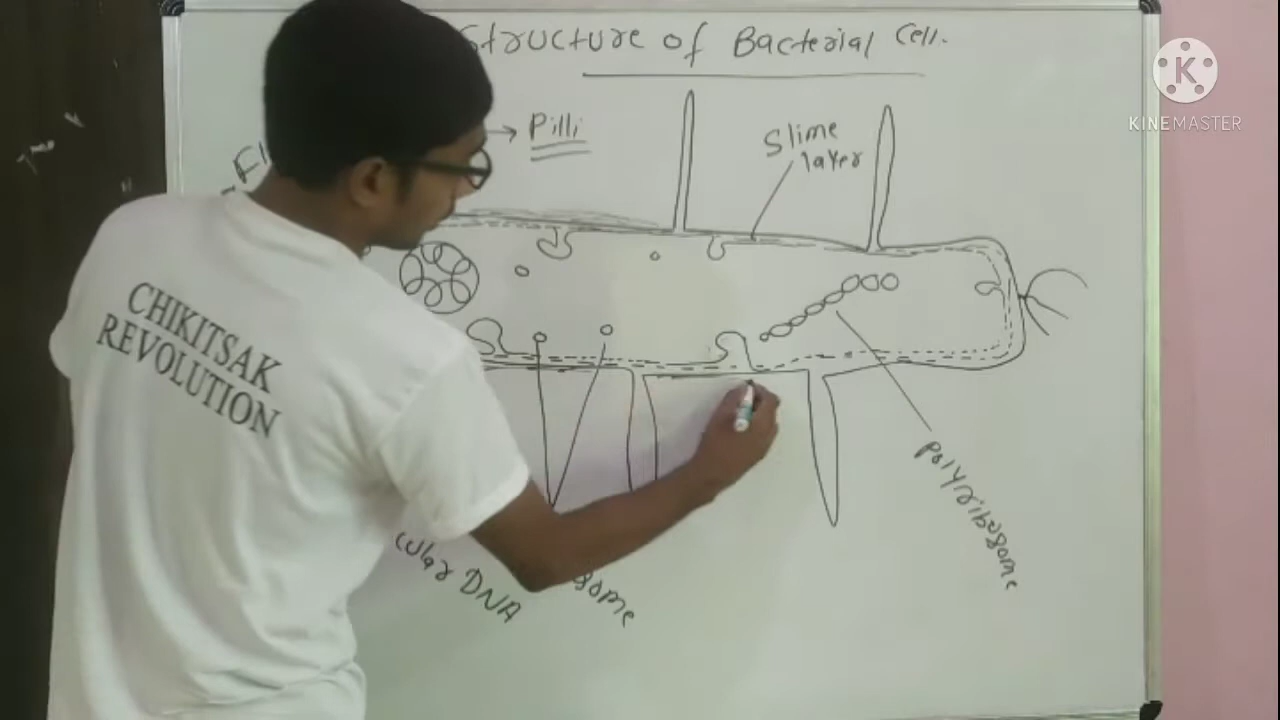 Structure of Bacterial Cell.
K
KINEMASTER
Pilli
Slime
layer
CHIKITSAK
REVOLUTION
Polyribosome
DNA